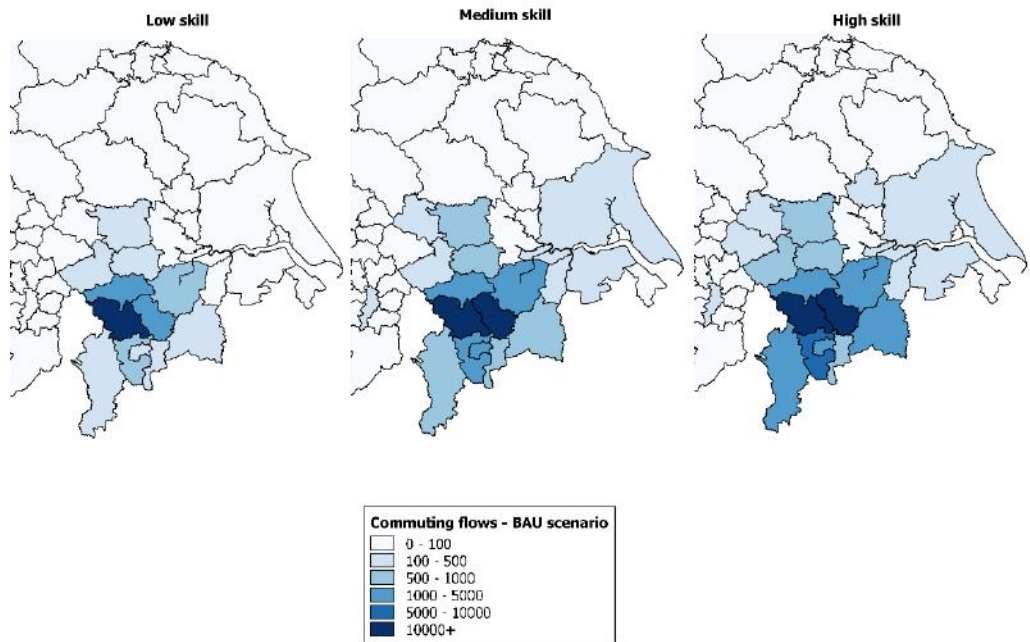 Low skill
Medium skill
High skill
Commuting flows - BAU scenario
0 - 100
100 - 500
500 - 1000
1000 - 5000
5000 - 10000
10000+